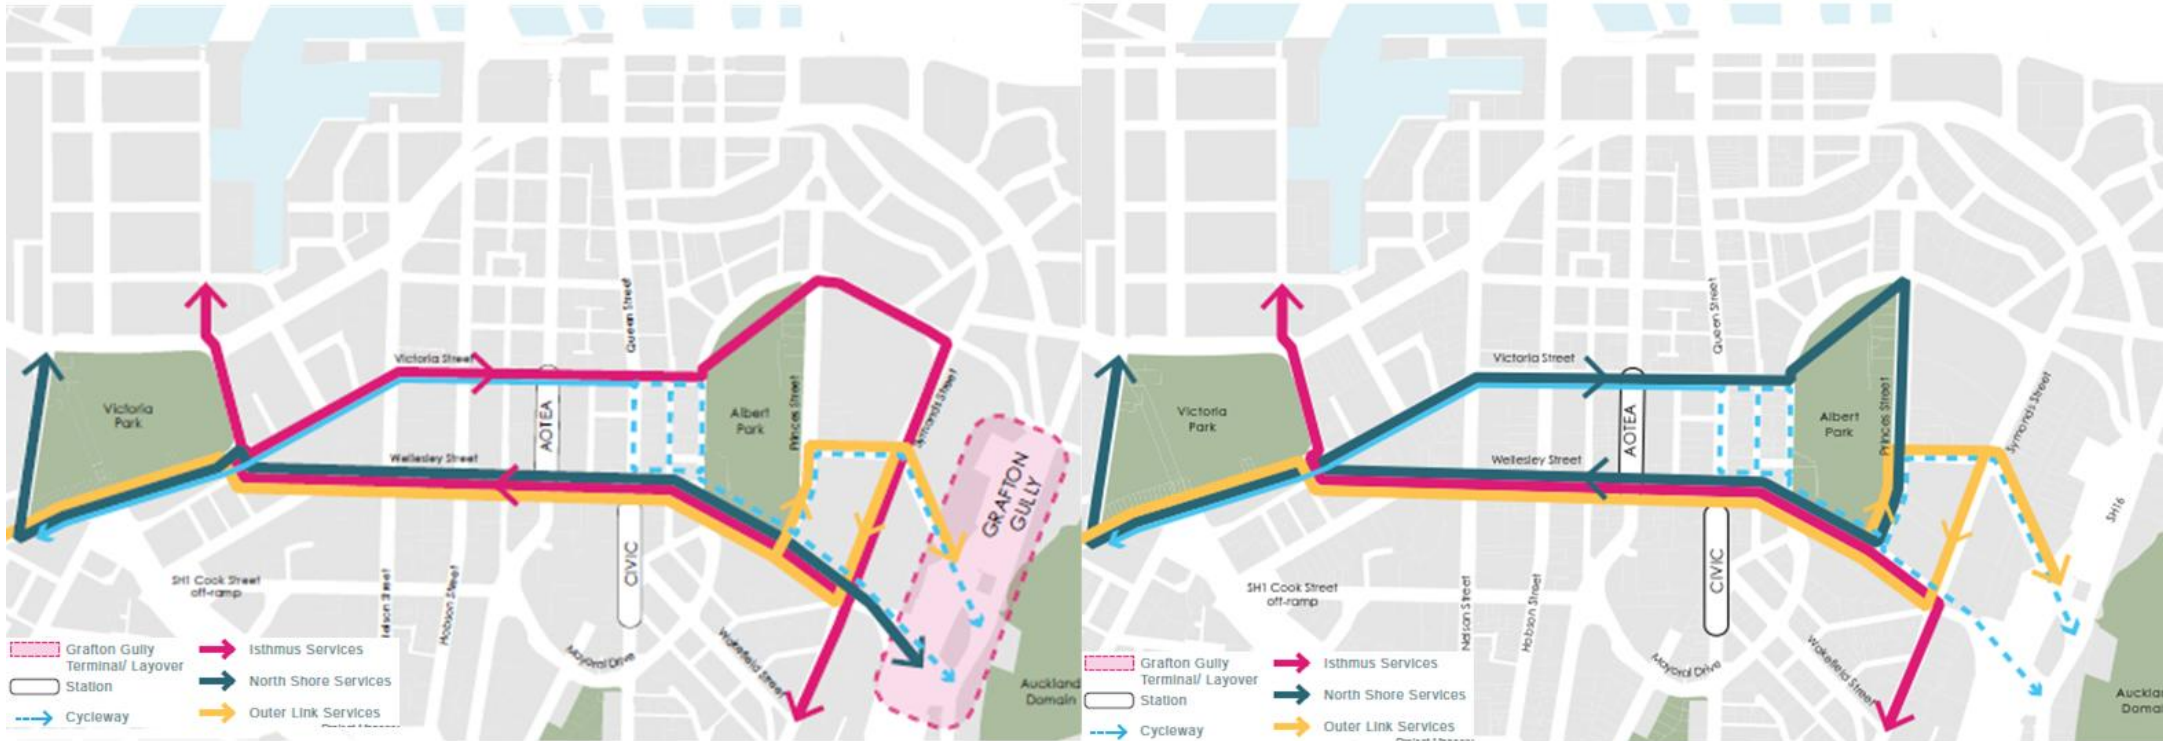 Queen Street
Victoria Street
Victoria
Park
AOTEA
Albert
Park
Princes Street
Symonds Street
Wellesley Street
GRAFTON
GULLY
CIVIC
SH1 Cook Street
off-ramp
Nelson Street
Hobson Street
Mayoral Drive
Wakefield Street
Auckland
Domain
Grafton Gully
Terminal/ Layover
Station
Cycleway
Isthmus Services
North Shore Services
Outer Link Services
Queen Street
Victoria Street
Victoria
Park
AOTEA
Albert
Park
Princes Street
Symonds Street
Wellesley Street
SH16
CIVIC
SH1 Cook Street
off-ramp
Nelson Street
Hobson Street
Mayoral Drive
Wakefield Street
Aucklan
Domai
Grafton Gully
Terminal/ Layover
Station
Cycleway
Isthmus Services
North Shore Services
Outer Link Services